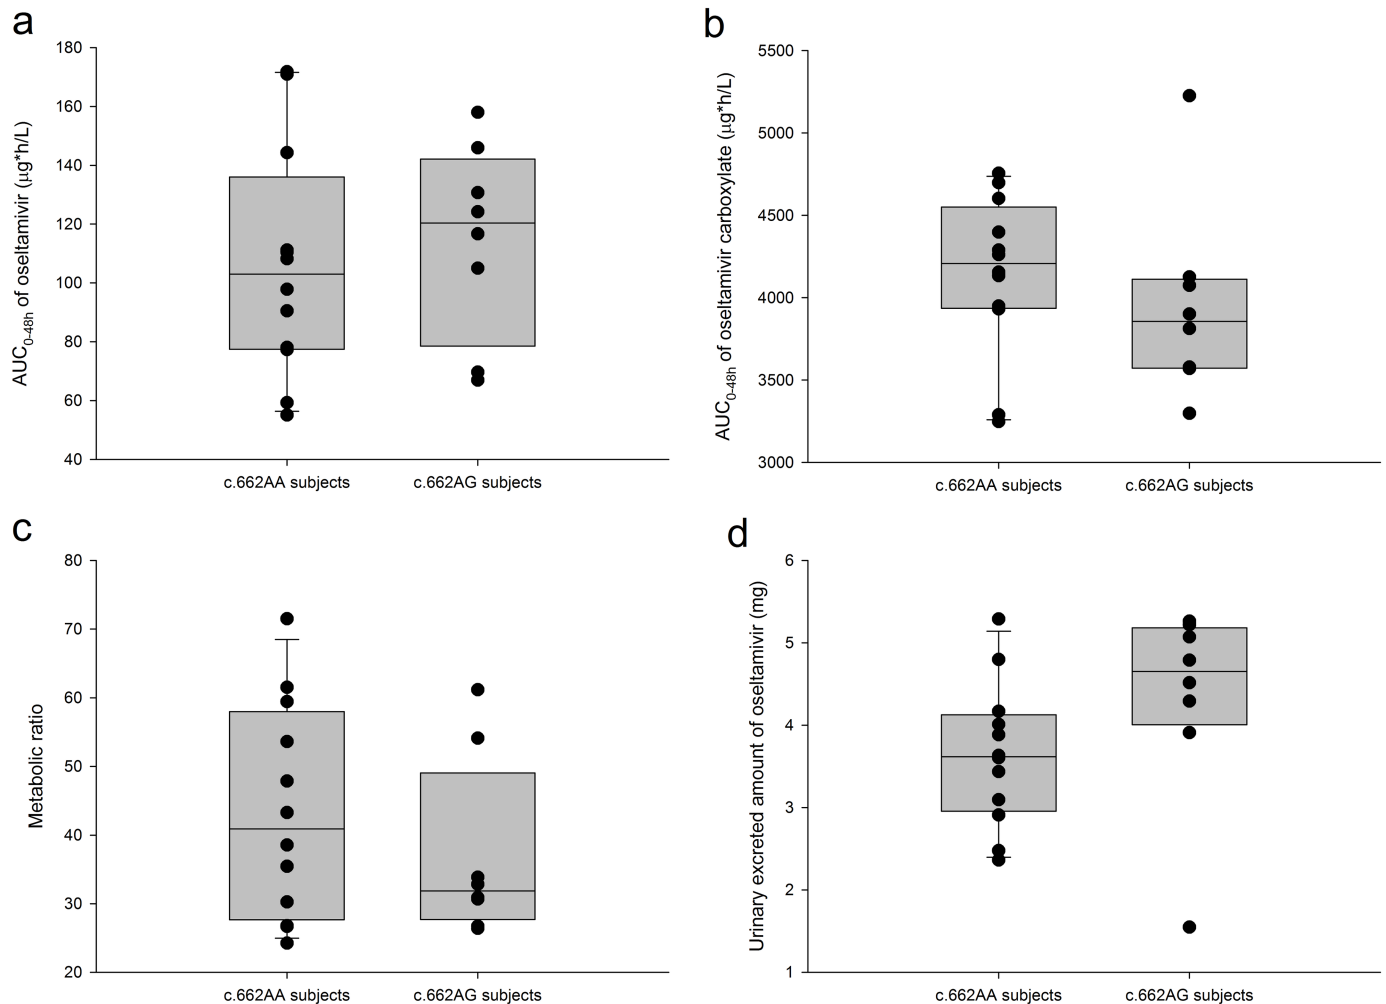 a
AUC0-48h of oseltamivir (µg*h/L)
180
160
140
120
100
80
60
40
c.662AA subjects c.662AG subjects
b
AUC0-48h of oseltamivir carboxylate (µg*h/L)
5500
5000
4500
4000
3500
3000
c.662AA subjects c.662AG subjects
c
Metabolic ratio
80
70
60
50
40
30
20
c.662AA subjects c.662AG subjects
d
Urinary excreted amount of oseltamivir (mg)
6
5
4
3
2
1
c.662AA subjects c.662AG subjects